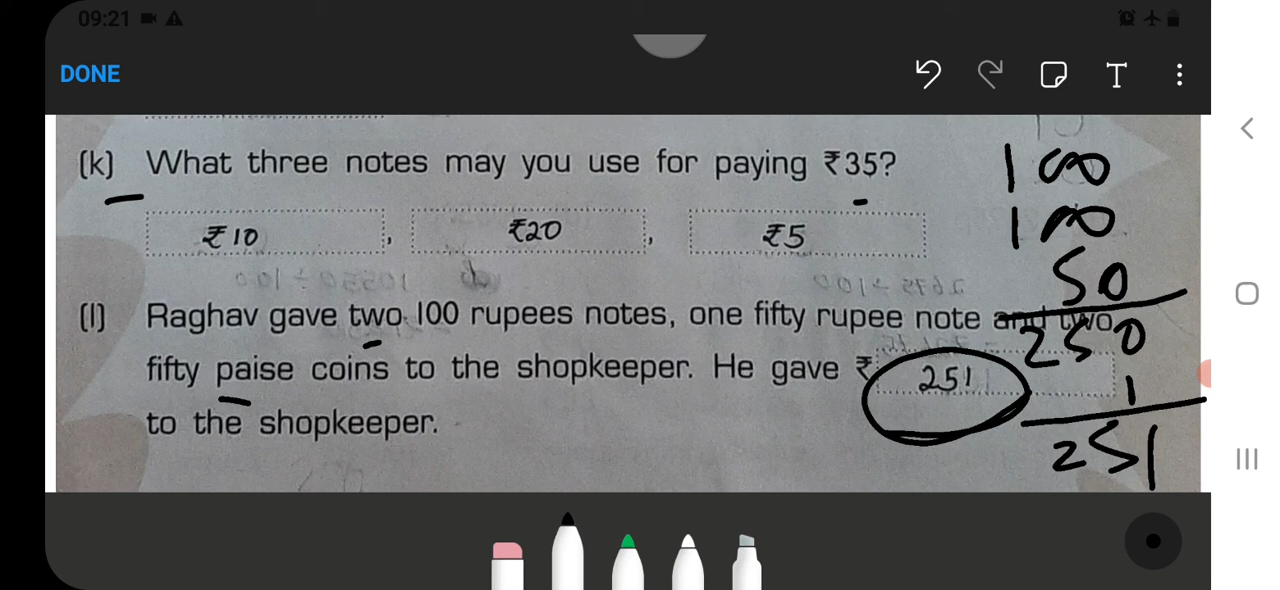 09:21
DONE
T
(k) What three notes may you use for paying ₹35?
₹10, ₹20, ₹5
(l) Raghav gave two 100 rupees notes, one fifty rupee note and two
fifty paise coins to the shopkeeper. He gave ₹ 251
to the shopkeeper.
100
100
50
250
1
251